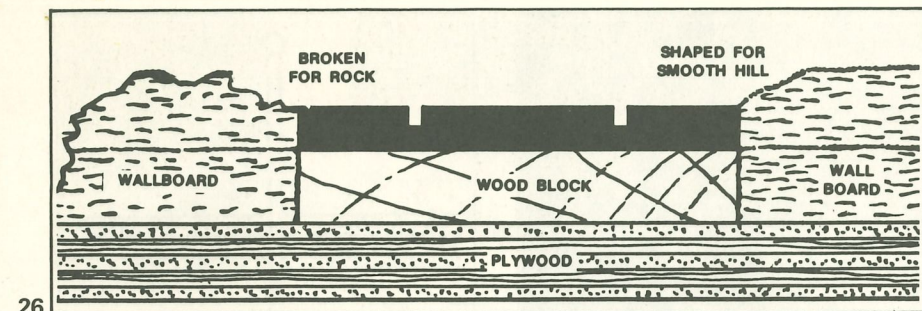 BROKEN
FOR ROCK
SHAPED FOR
SMOOTH HILL
WALLBOARD
WOOD BLOCK
WALL
BOARD
PLYWOOD
26